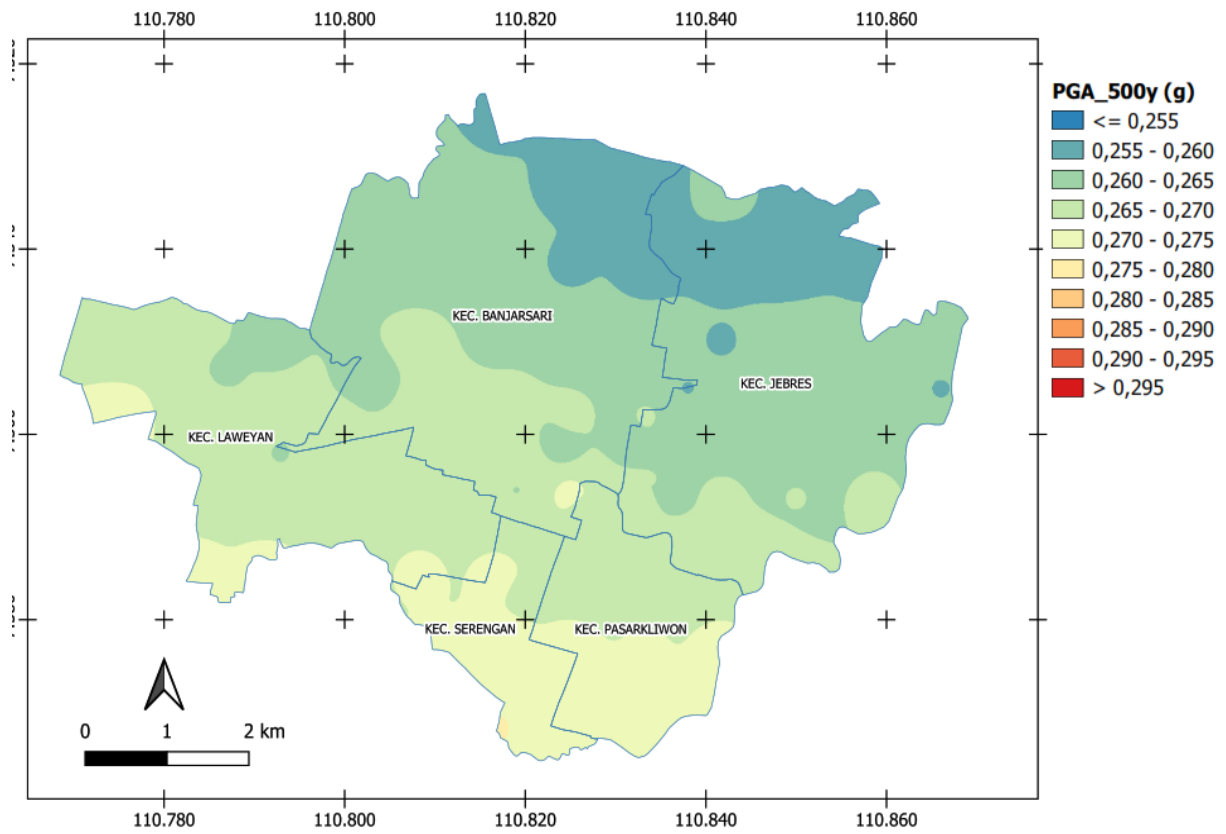 110.780 110.800 110.820 110.840 110.860
PGA_500y (g)
<= 0,255
0,255 - 0,260
0,260 - 0,265
0,265 - 0,270
0,270 - 0,275
0,275 - 0,280
0,280 - 0,285
0,285 - 0,290
0,290 - 0,295
> 0,295
KEC. BANJARSARI
KEC. JEBRES
KEC. LAWEYAN
KEC. SERENGAN
KEC. PASARKLIWON
0 1 2 km
110.780 110.800 110.820 110.840 110.860